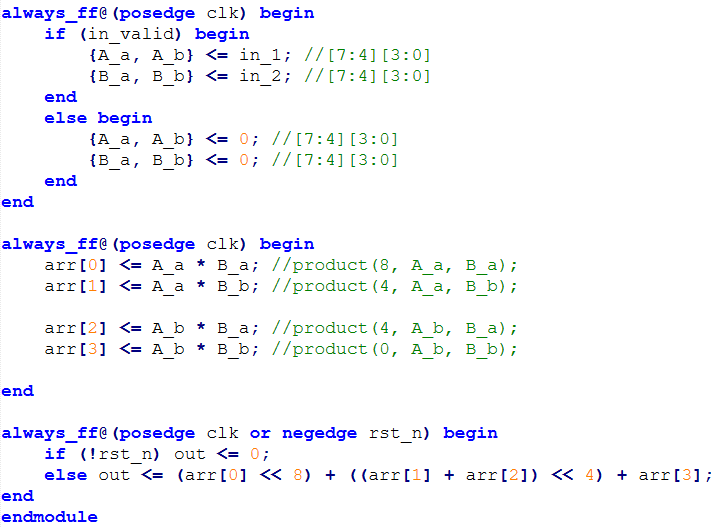 always_ff@(posedge clk) begin
    if (in_valid) begin
        {A_a, A_b} <= in_1; //[7:4][3:0]
        {B_a, B_b} <= in_2; //[7:4][3:0]
    end
    else begin
        {A_a, A_b} <= 0; //[7:4][3:0]
        {B_a, B_b} <= 0; //[7:4][3:0]
    end
end

always_ff@(posedge clk) begin
    arr[0] <= A_a * B_a; //product(8, A_a, B_a);
    arr[1] <= A_a * B_b; //product(4, A_a, B_b);

    arr[2] <= A_b * B_a; //product(4, A_b, B_a);
    arr[3] <= A_b * B_b; //product(0, A_b, B_b);

end

always_ff@(posedge clk or negedge rst_n) begin
    if (!rst_n) out <= 0;
    else out <= (arr[0] << 8) + ((arr[1] + arr[2]) << 4) + arr[3];
end
endmodule